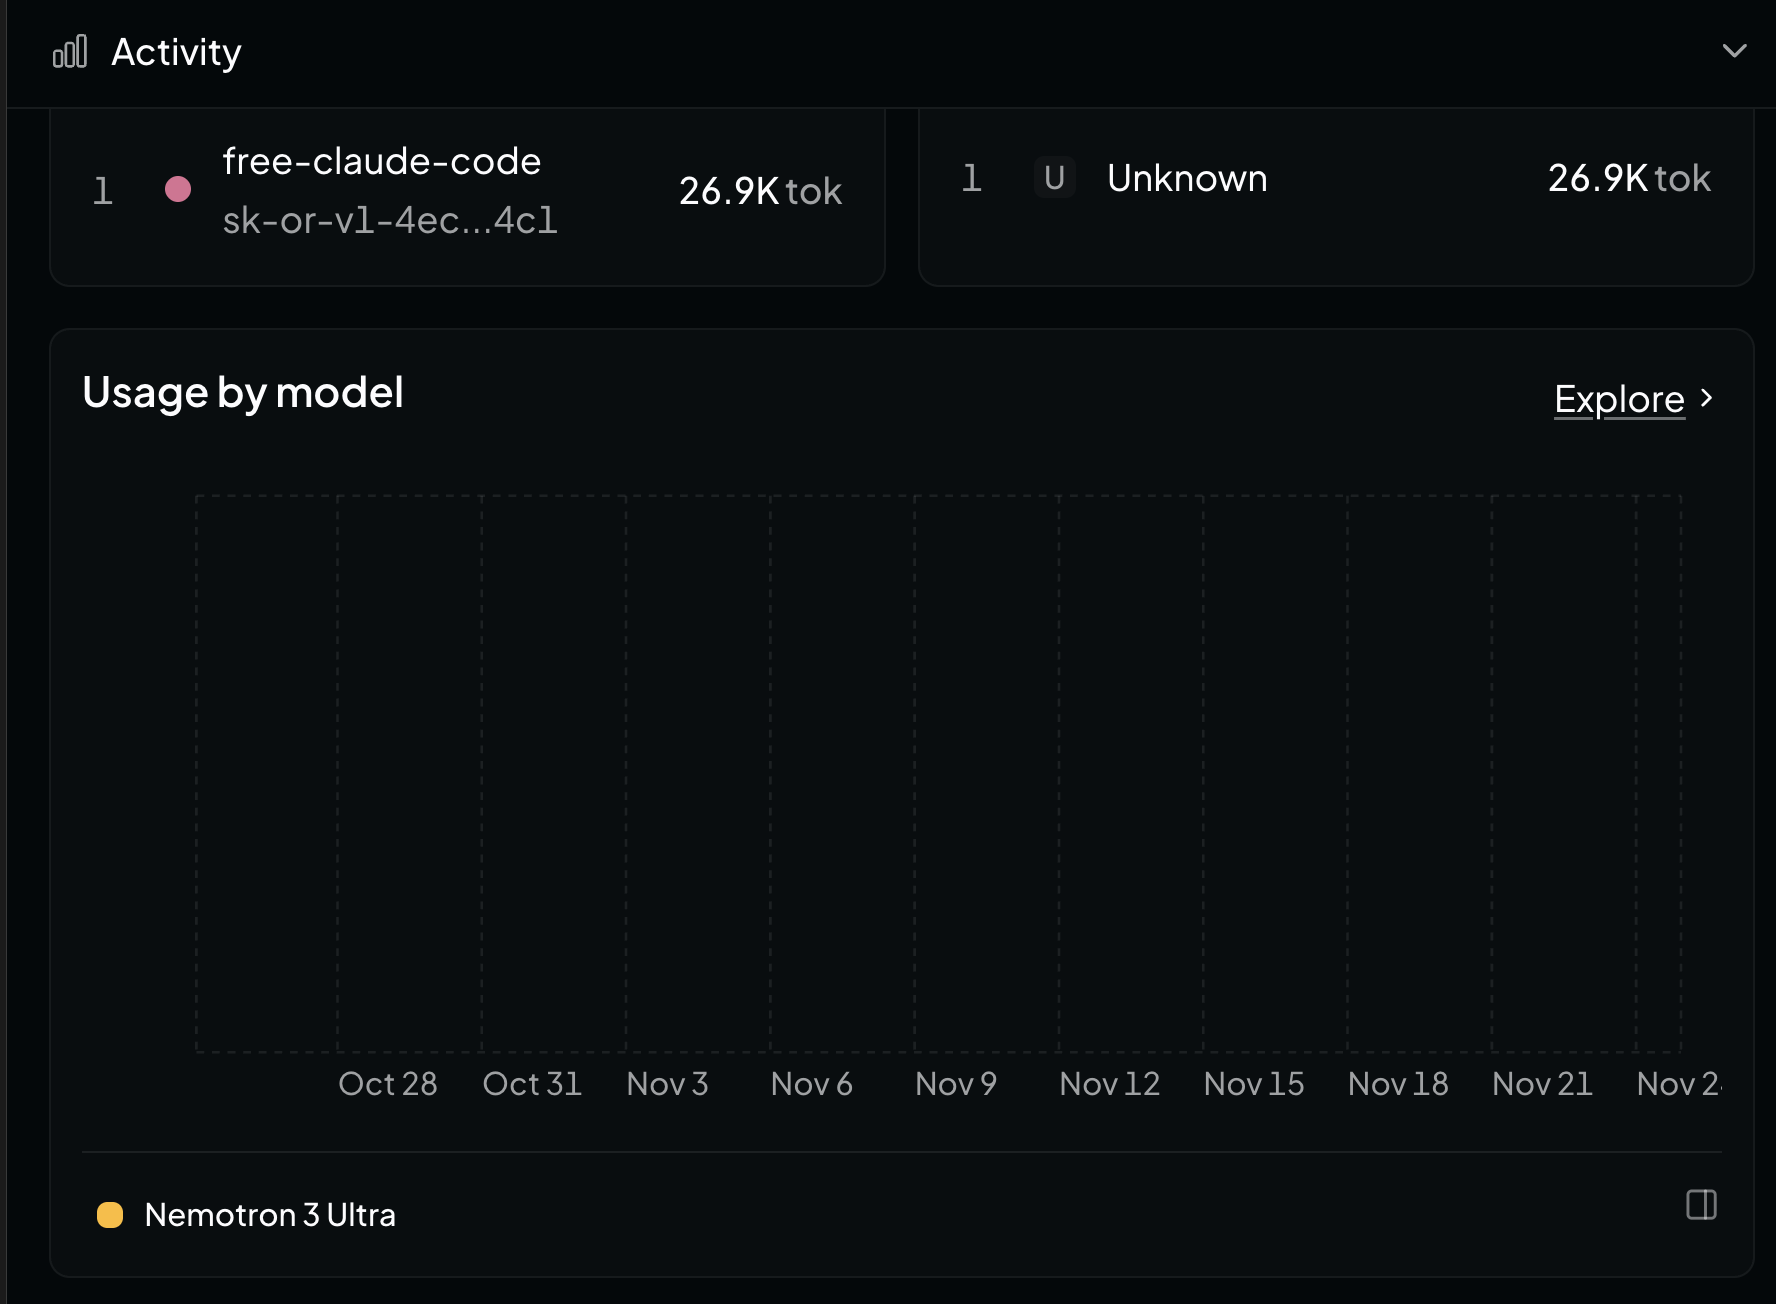 Activity
1
free-claude-code
sk-or-v1-4ec...4c1
26.9K tok
1
U
Unknown
26.9K tok
Usage by model
Explore
Oct 28
Oct 31
Nov 3
Nov 6
Nov 9
Nov 12
Nov 15
Nov 18
Nov 21
Nov 2
Nemotron 3 Ultra